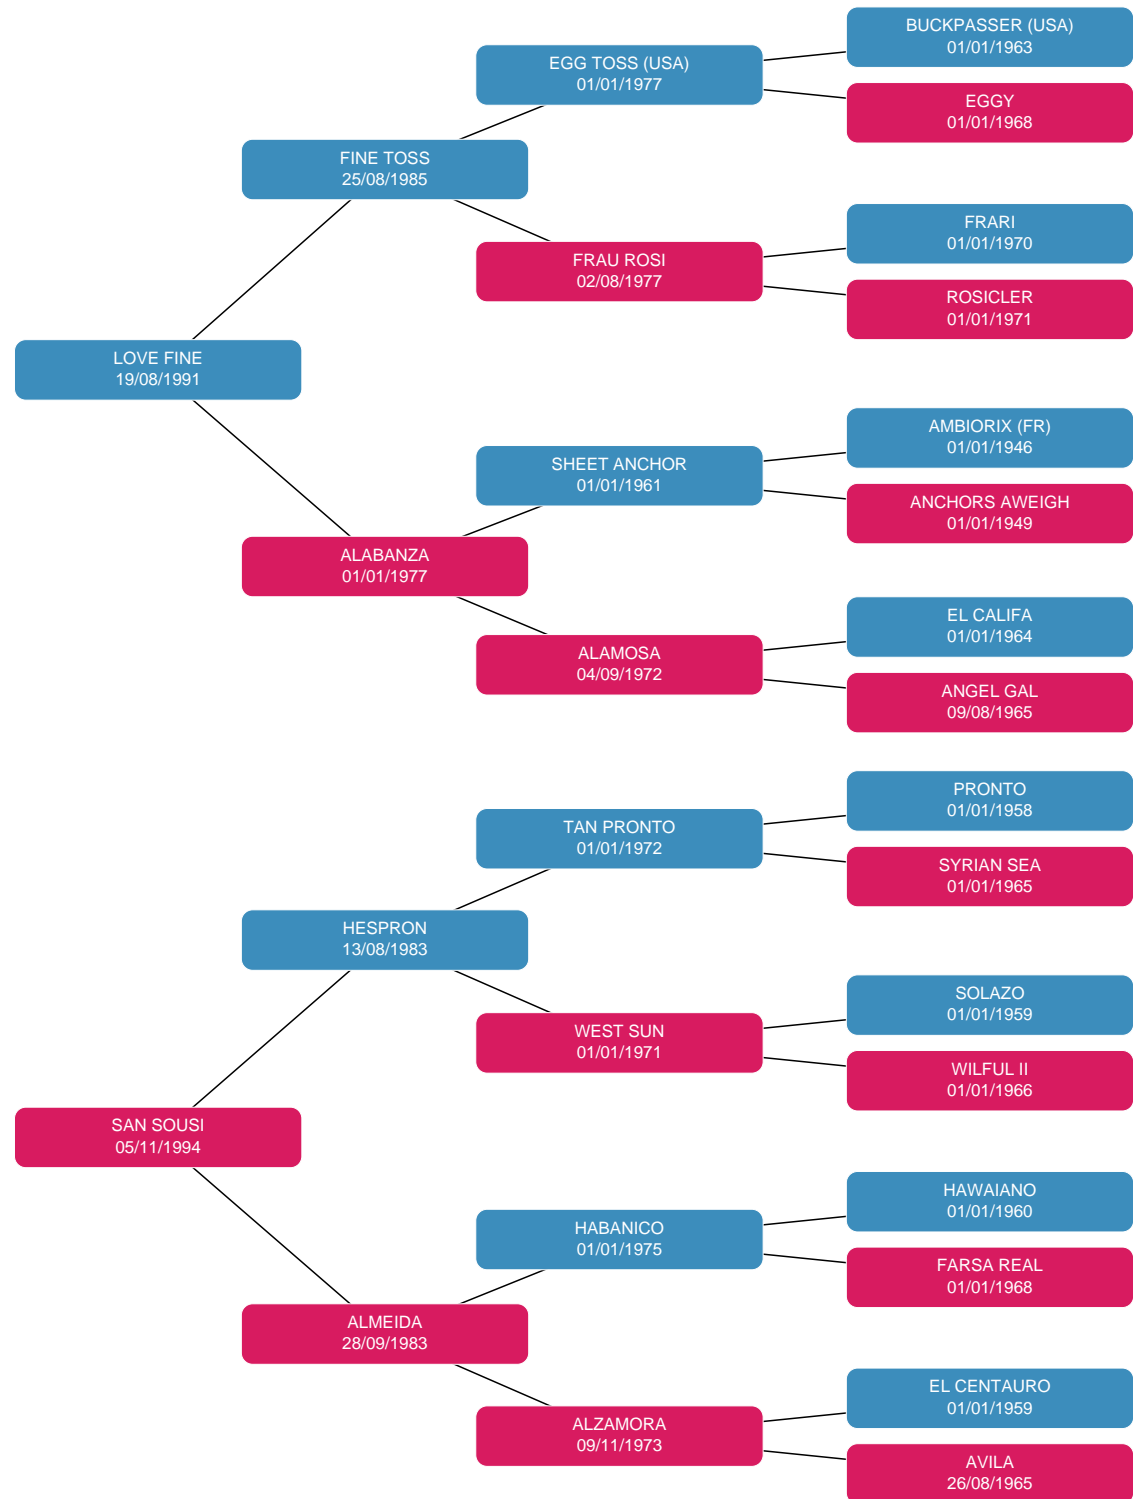 BUCKPASSER (USA)
01/01/1963
EGG TOSS (USA)
01/01/1977
EGGY
01/01/1968
FINE TOSS
25/08/1985
FRARI
01/01/1970
FRAU ROSI
02/08/1977
ROSICLER
01/01/1971
LOVE FINE
19/08/1991
AMBIORIX (FR)
01/01/1946
SHEET ANCHOR
01/01/1961
ANCHORS AWEIGH
01/01/1949
ALABANZA
01/01/1977
EL CALIFA
01/01/1964
ALAMOSA
04/09/1972
ANGEL GAL
09/08/1965
PRONTO
01/01/1958
TAN PRONTO
01/01/1972
SYRIAN SEA
01/01/1965
HESPRON
13/08/1983
SOLAZO
01/01/1959
WEST SUN
01/01/1971
WILFUL II
01/01/1966
SAN SOUSI
05/11/1994
HAWAIANO
01/01/1960
HABANICO
01/01/1975
FARSA REAL
01/01/1968
ALMEIDA
28/09/1983
EL CENTAURO
01/01/1959
ALZAMORA
09/11/1973
AVILA
26/08/1965